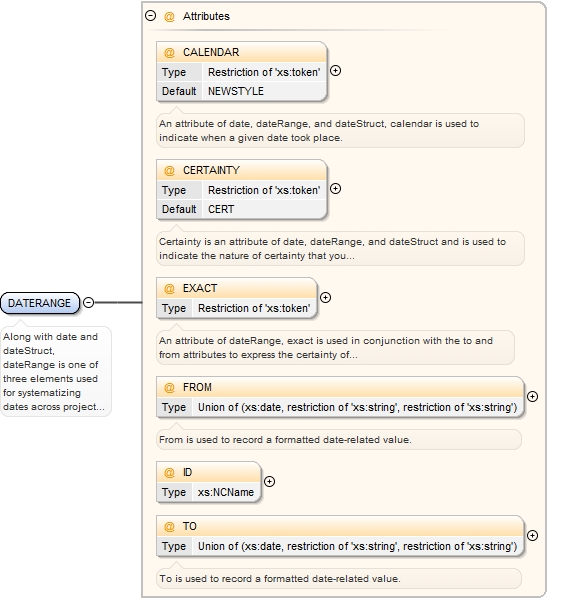 @ Attributes
@ CALENDAR
Type Restriction of 'xs:token'
Default NEWSTYLE
An attribute of date, dateRange, and dateStruct, calendar is used to
indicate when a given date took place.
@ CERTAINTY
Type Restriction of 'xs:token'
Default CERT
Certainty is an attribute of date, dateRange, and dateStruct and is used to
indicate the nature of certainty that you...
DATERANGE
Along with date and
dateStruct,
dateRange is one of
three elements used
for systematizing
dates across project...
@ EXACT
Type Restriction of 'xs:token'
An attribute of dateRange, exact is used in conjunction with the to and
from attributes to express the certainty of...
@ FROM
Type Union of (xs:date, restriction of 'xs:string', restriction of 'xs:string')
From is used to record a formatted date-related value.
@ ID
Type xs:NCName
@ TO
Type Union of (xs:date, restriction of 'xs:string', restriction of 'xs:string')
To is used to record a formatted date-related value.